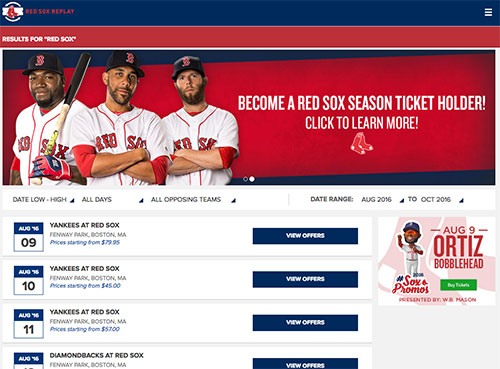 RED SOX REPLAY
RESULTS FOR "RED SOX"
BECOME A RED SOX SEASON TICKET HOLDER!
CLICK TO LEARN MORE!
DATE LOW - HIGH ALL DAYS ALL OPPOSING TEAMS DATE RANGE: AUG 2016 TO OCT 2016
AUG '16
09
YANKEES AT RED SOX
FENWAY PARK, BOSTON, MA
Prices starting from $79.95
VIEW OFFERS
AUG '16
10
YANKEES AT RED SOX
FENWAY PARK, BOSTON, MA
Prices starting from $45.00
VIEW OFFERS
AUG '16
11
YANKEES AT RED SOX
FENWAY PARK, BOSTON, MA
Prices starting from $57.00
VIEW OFFERS
AUG '16
DIAMONDBACKS AT RED SOX
FENWAY PARK, BOSTON, MA
VIEW OFFERS
AUG 9
ORTIZ
BOBBLEHEAD
2016
#Sox
Promos
Buy Tickets
PRESENTED BY: W.B. MASON